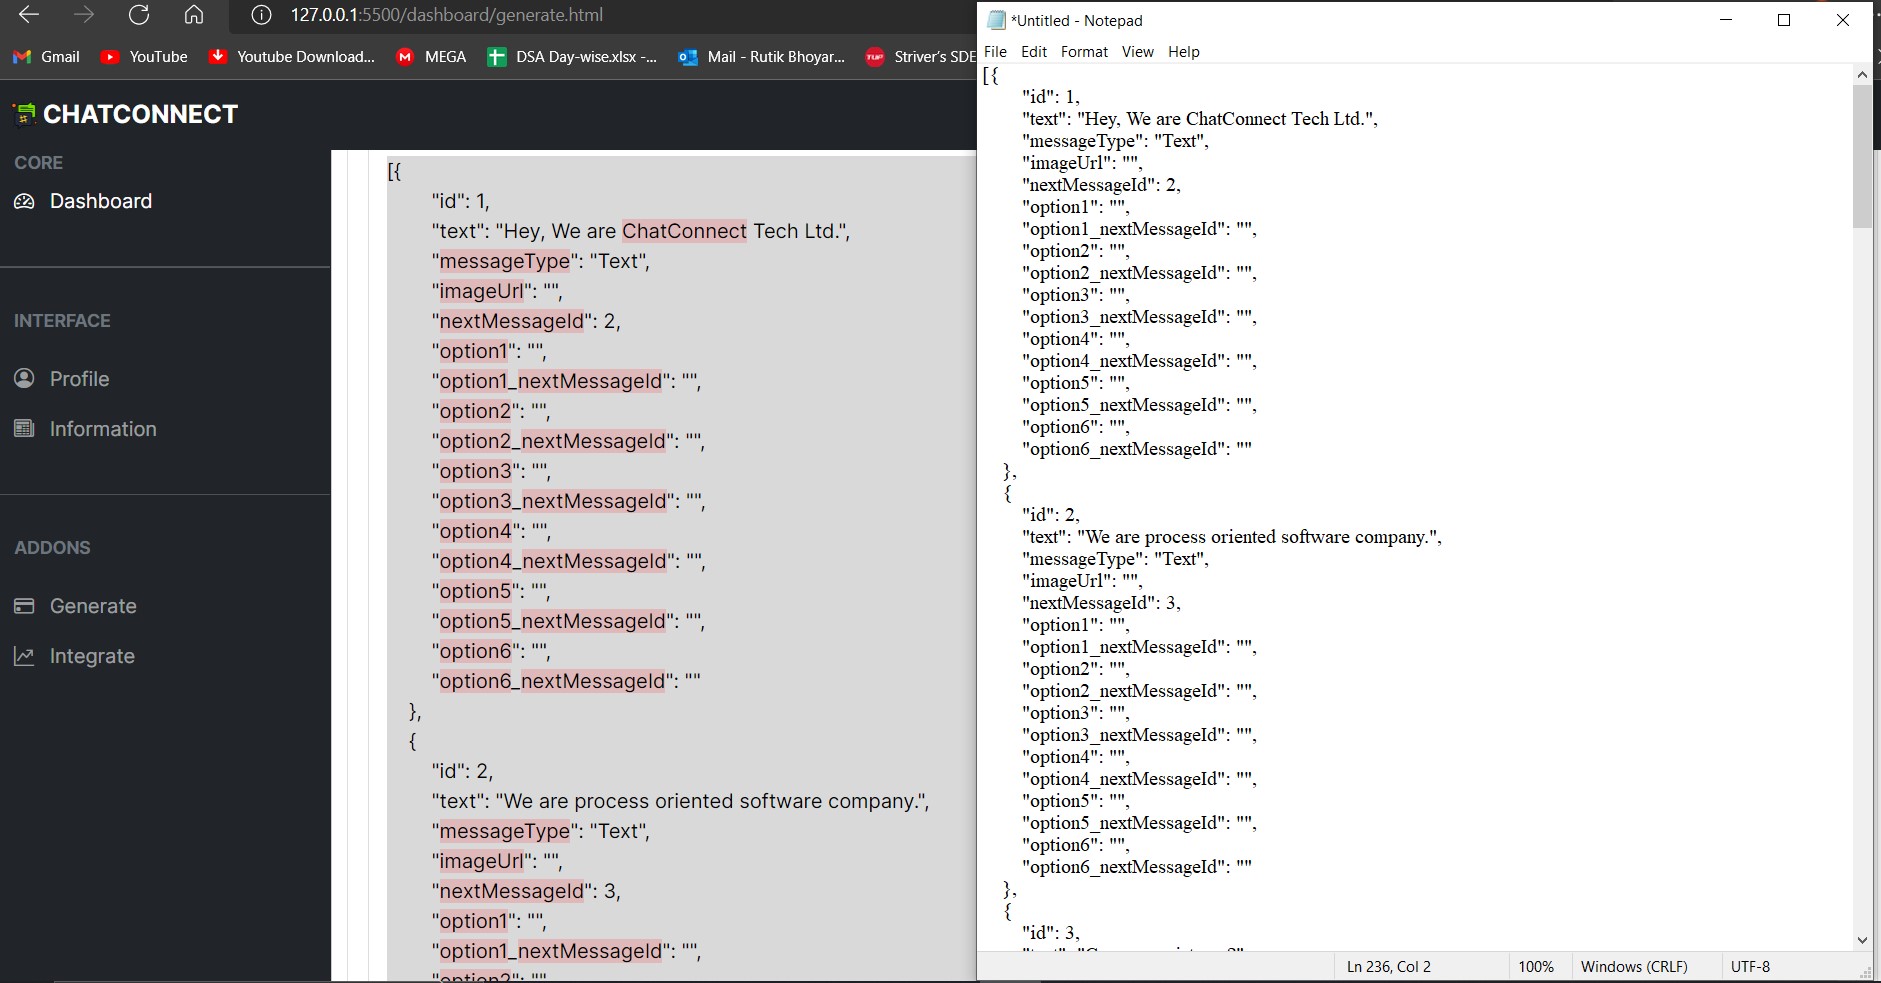 127.0.0.1:5500/dashboard/generate.html
Gmail
YouTube
Youtube Download...
MEGA
DSA Day-wise.xlsx -...
Mail - Rutik Bhoyar...
Striver's SDE
CHATCONNECT
CORE
Dashboard
INTERFACE
Profile
Information
ADDONS
Generate
Integrate
[{
"id": 1,
"text": "Hey, We are ChatConnect Tech Ltd.",
"messageType": "Text",
"imageUrl": "",
"nextMessageId": 2,
"option1": "",
"option1_nextMessageId": "",
"option2": "",
"option2_nextMessageId": "",
"option3": "",
"option3_nextMessageId": "",
"option4": "",
"option4_nextMessageId": "",
"option5": "",
"option5_nextMessageId": "",
"option6": "",
"option6_nextMessageId": ""
},
{
"id": 2,
"text": "We are process oriented software company.",
"messageType": "Text",
"imageUrl": "",
"nextMessageId": 3,
"option1": "",
"option1_nextMessageId": "",
"option2": "",
*Untitled - Notepad
File Edit Format View Help
[{
"id": 1,
"text": "Hey, We are ChatConnect Tech Ltd.",
"messageType": "Text",
"imageUrl": "",
"nextMessageId": 2,
"option1": "",
"option1_nextMessageId": "",
"option2": "",
"option2_nextMessageId": "",
"option3": "",
"option3_nextMessageId": "",
"option4": "",
"option4_nextMessageId": "",
"option5": "",
"option5_nextMessageId": "",
"option6": "",
"option6_nextMessageId": ""
},
{
"id": 2,
"text": "We are process oriented software company.",
"messageType": "Text",
"imageUrl": "",
"nextMessageId": 3,
"option1": "",
"option1_nextMessageId": "",
"option2": "",
"option2_nextMessageId": "",
"option3": "",
"option3_nextMessageId": "",
"option4": "",
"option4_nextMessageId": "",
"option5": "",
"option5_nextMessageId": "",
"option6": "",
"option6_nextMessageId": ""
},
{
"id": 3,
Ln 236, Col 2
100%
Windows (CRLF)
UTF-8